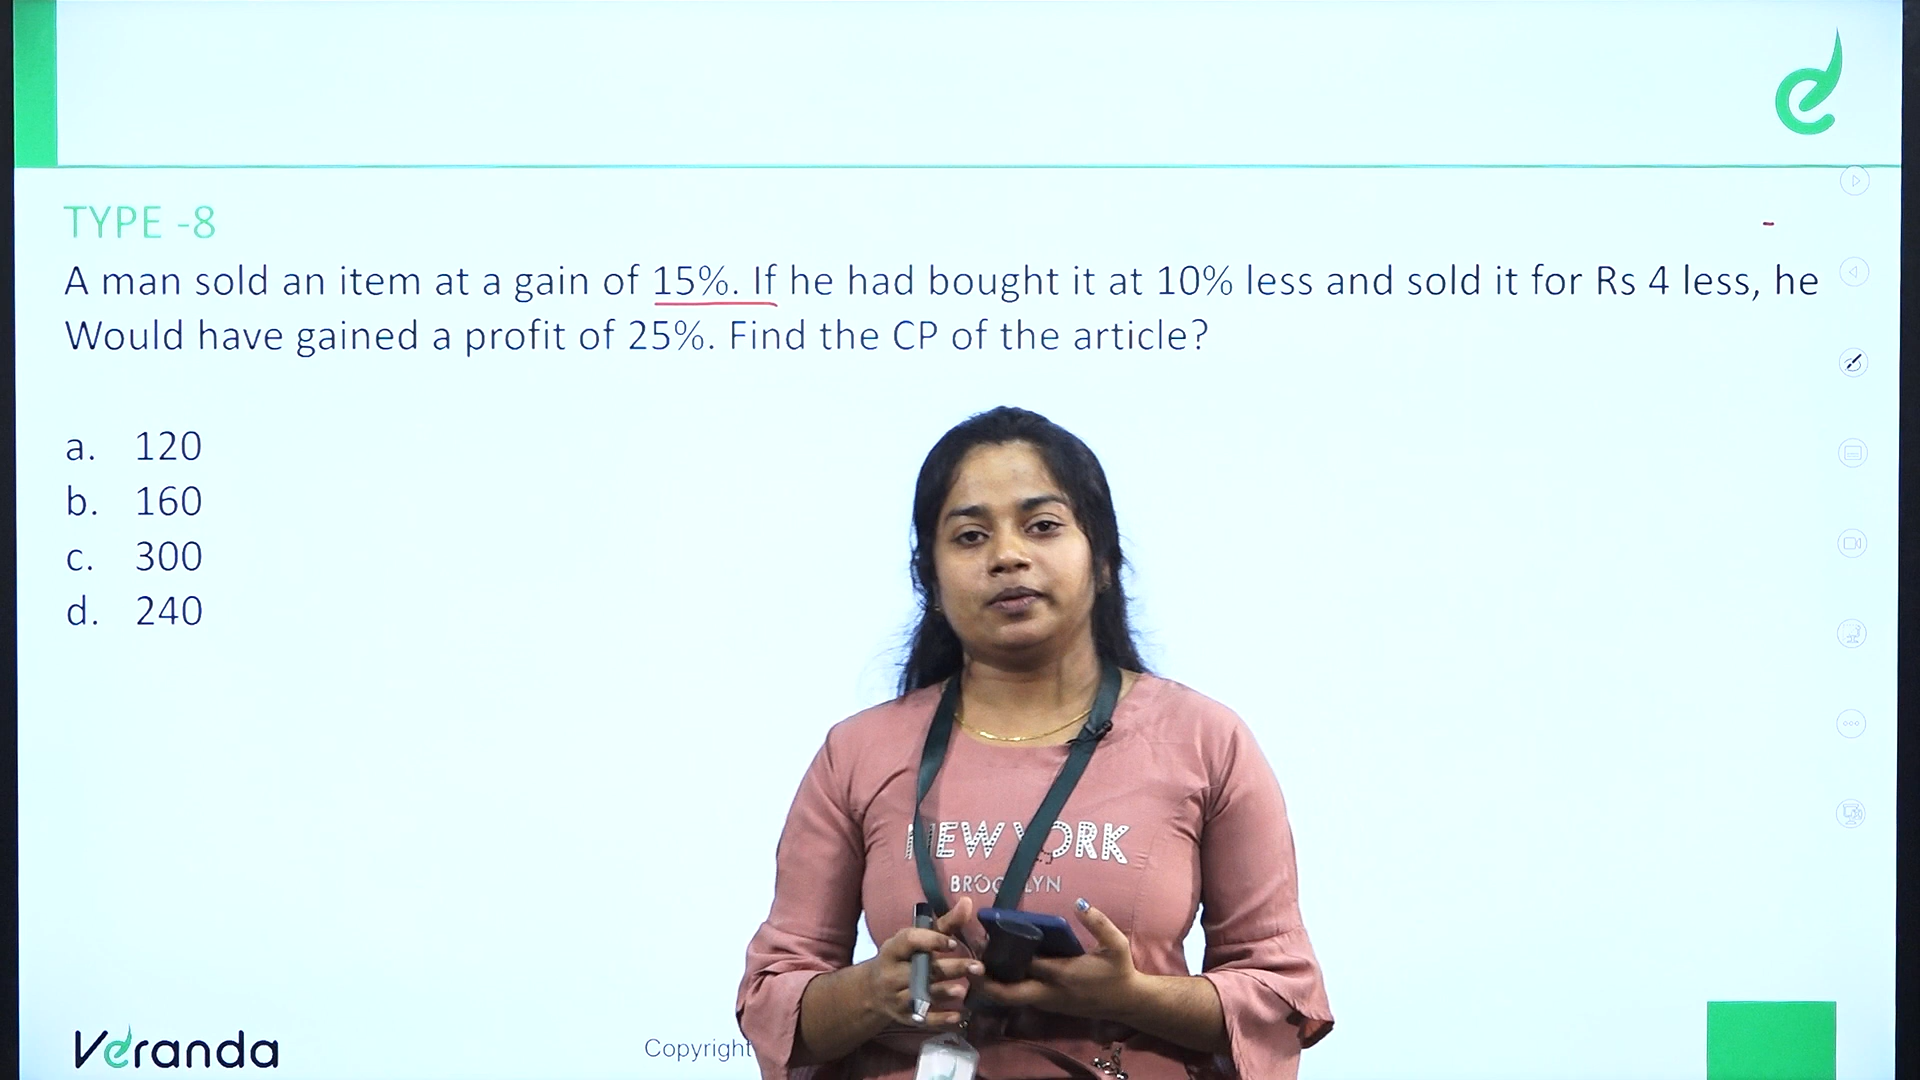 TYPE -8
A man sold an item at a gain of 15%. If he had bought it at 10% less and sold it for Rs 4 less, he
Would have gained a profit of 25%. Find the CP of the article?
a. 120
b. 160
c. 300
d. 240
NEW YORK
BROOKLYN
Veranda
Copyright